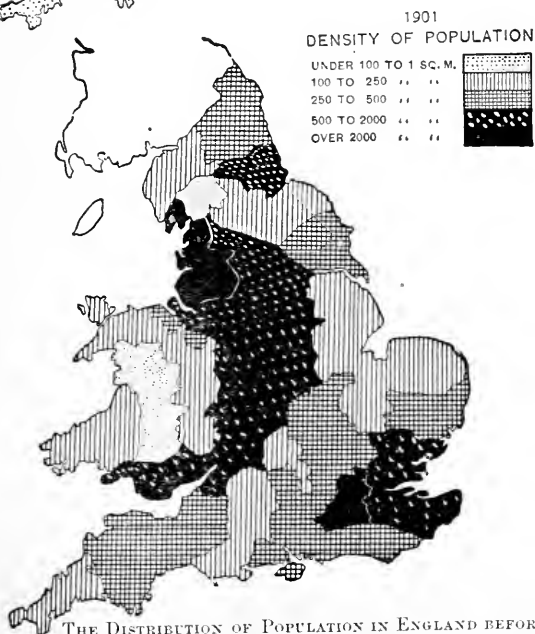 1901
DENSITY OF POPULATION
UNDER 100 TO 1 SQ. M.
100 TO 250 " "
250 TO 500 " "
500 TO 2000 " "
OVER 2000 " "
THE DISTRIBUTION OF POPULATION IN ENGLAND BEFOR